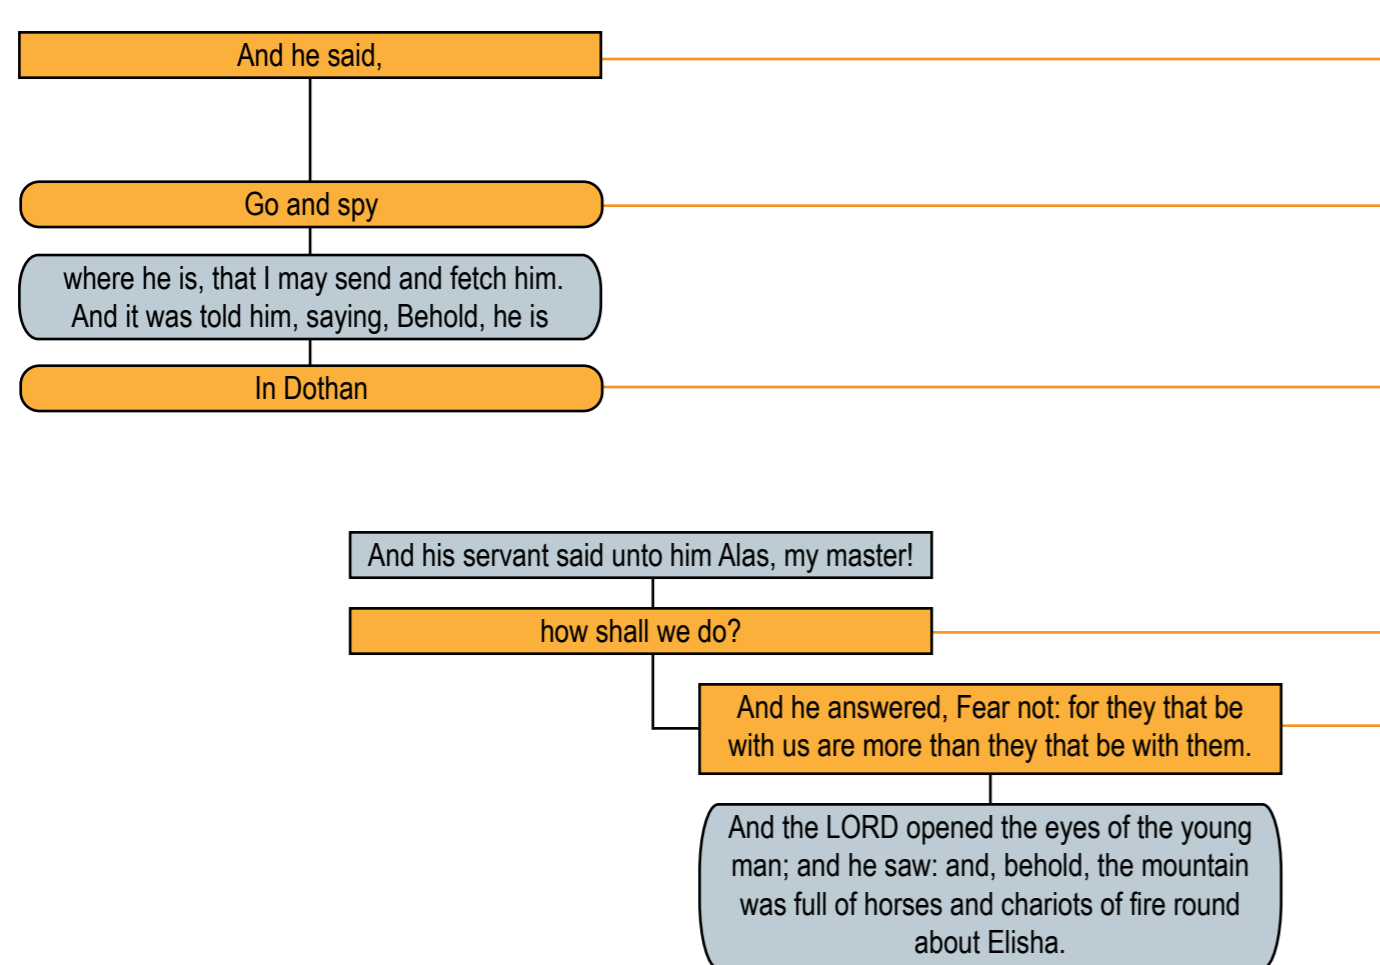 And he said,
Go and spy
where he is, that I may send and fetch him.
And it was told him, saying, Behold, he is
In Dothan
And his servant said unto him Alas, my master!
how shall we do?
And he answered, Fear not: for they that be
with us are more than they that be with them.
And the LORD opened the eyes of the young
man; and he saw: and, behold, the mountain
was full of horses and chariots of fire round
about Elisha.